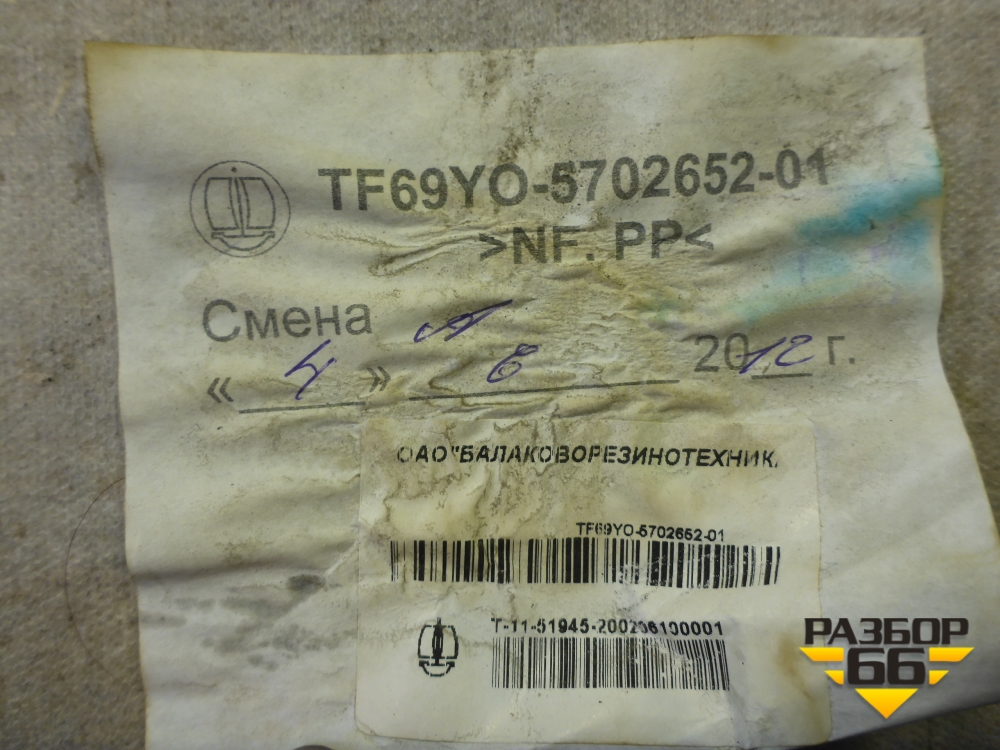 TF69YO-5702652-01
>NF. PP<
Смена А
« 4 » 6 2012 г.
ОАО "БАЛАКОВОРЕЗИНОТЕХНИК
TF69YO-5702652-01
T-11-51945-200206100001
РАЗБОР
66